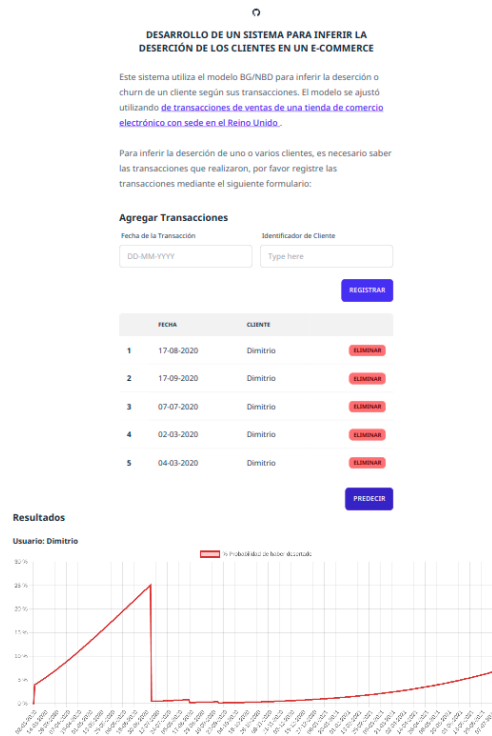 DESARROLLO DE UN SISTEMA PARA INFERIR LA
DESERCIÓN DE LOS CLIENTES EN UN E-COMMERCE
Este sistema utiliza el modelo BG/NBD para inferir la deserción o
churn de un cliente según sus transacciones. El modelo se ajustó
utilizando de transacciones de ventas de una tienda de comercio
electrónico con sede en el Reino Unido .
Para inferir la deserción de uno o varios clientes, es necesario saber
las transacciones que realizaron, por favor registre las
transacciones mediante el siguiente formulario:
Agregar Transacciones
Fecha de la Transacción Identificador de Cliente
DD-MM-YYYY Type here
REGISTRAR
FECHA CLIENTE
1 17-08-2020 Dimitrio ELIMINAR
2 17-09-2020 Dimitrio ELIMINAR
3 07-07-2020 Dimitrio ELIMINAR
4 02-03-2020 Dimitrio ELIMINAR
5 04-03-2020 Dimitrio ELIMINAR
PREDECIR
Resultados
Usuario: Dimitrio
% Probabilidad de haber desertado
30 %
25 %
20 %
15 %
10 %
5 %
0 %